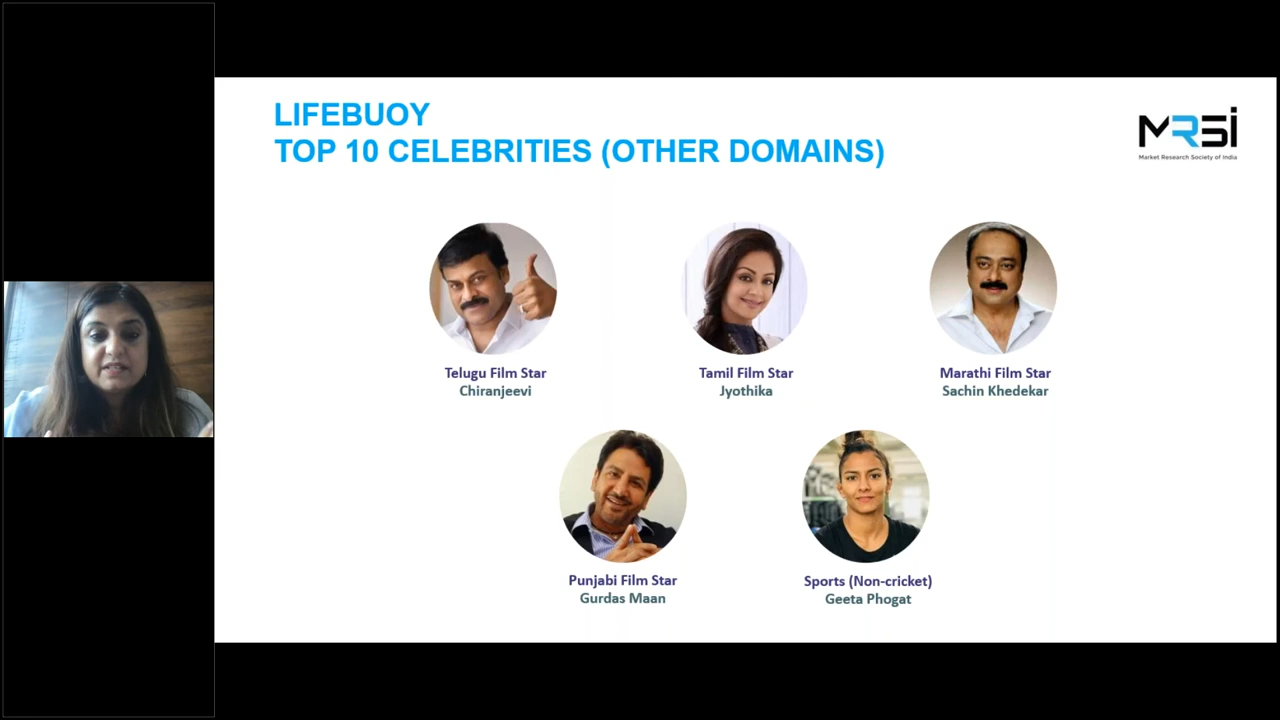 LIFEBUOY
TOP 10 CELEBRITIES (OTHER DOMAINS)
MRSI
Market Research Society of India
Telugu Film Star
Chiranjeevi
Tamil Film Star
Jyothika
Marathi Film Star
Sachin Khedekar
Punjabi Film Star
Gurdas Maan
Sports (Non-cricket)
Geeta Phogat